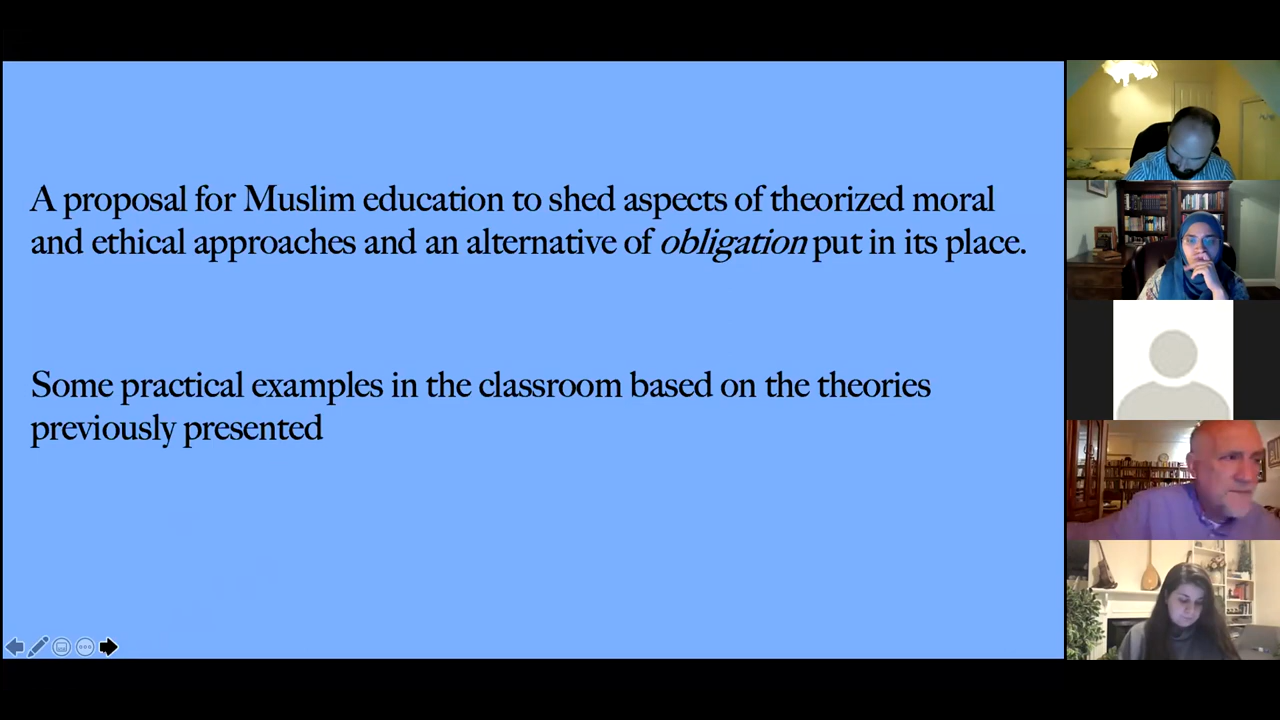 A proposal for Muslim education to shed aspects of theorized moral
and ethical approaches and an alternative of obligation put in its place.
Some practical examples in the classroom based on the theories
previously presented